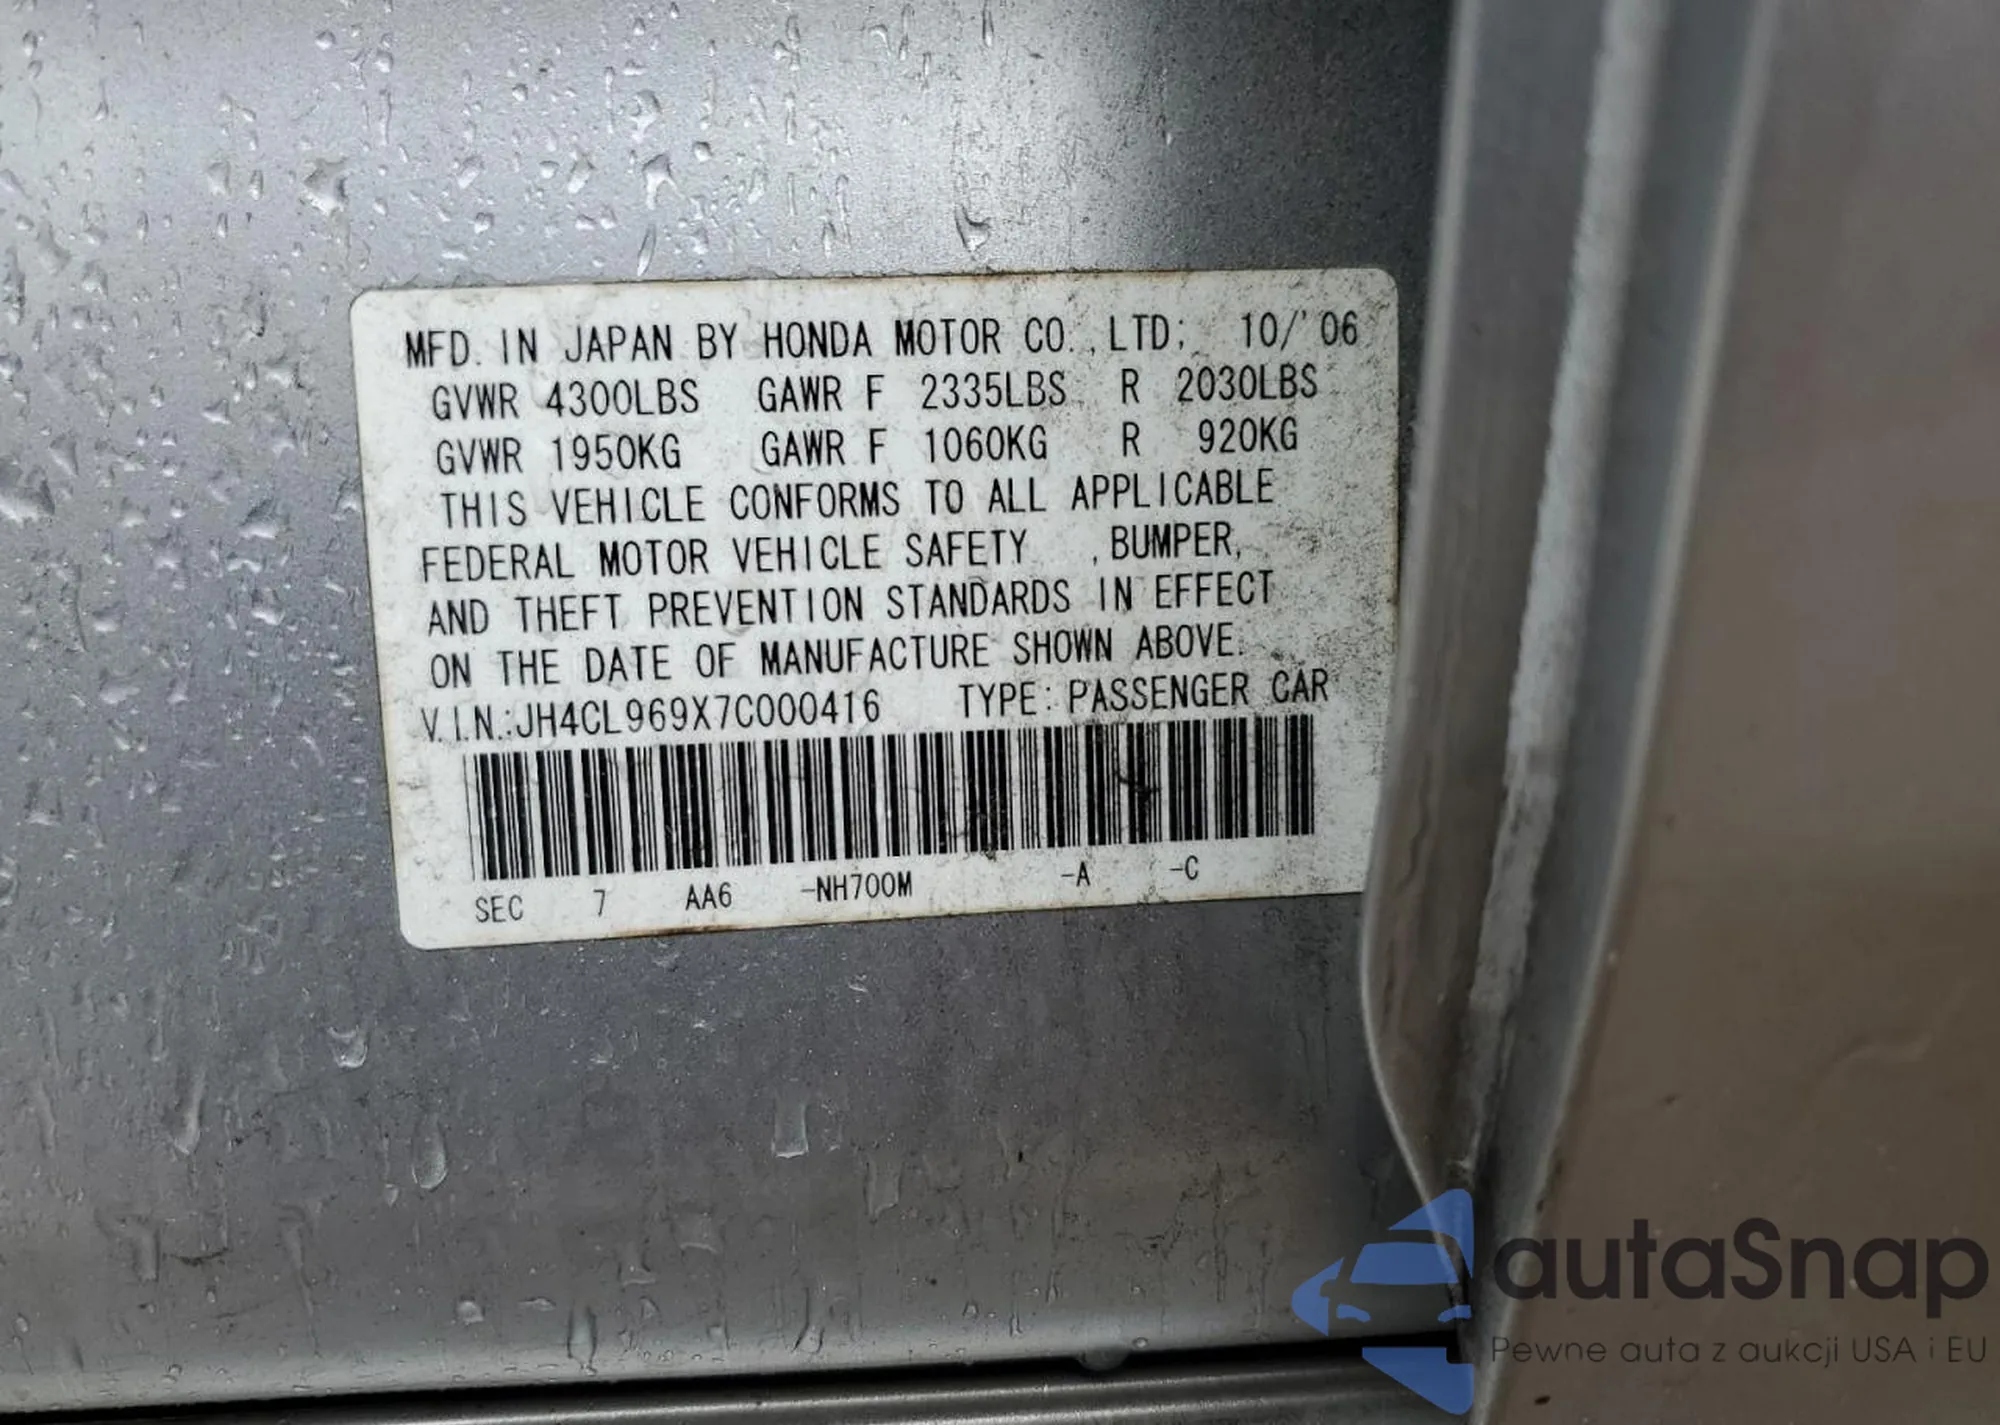 MFD. IN JAPAN BY HONDA MOTOR CO.,LTD; 10/'06
GVWR 4300LBS GAWR F 2335LBS R 2030LBS
GVWR 1950KG GAWR F 1060KG R 920KG
THIS VEHICLE CONFORMS TO ALL APPLICABLE
FEDERAL MOTOR VEHICLE SAFETY ,BUMPER,
AND THEFT PREVENTION STANDARDS IN EFFECT
ON THE DATE OF MANUFACTURE SHOWN ABOVE.
V.I.N.:JH4CL969X7C000416 TYPE:PASSENGER CAR
SEC 7 AA6 -NH700M -A -C
autaSnap
Pewne auta z aukcji USA i EU